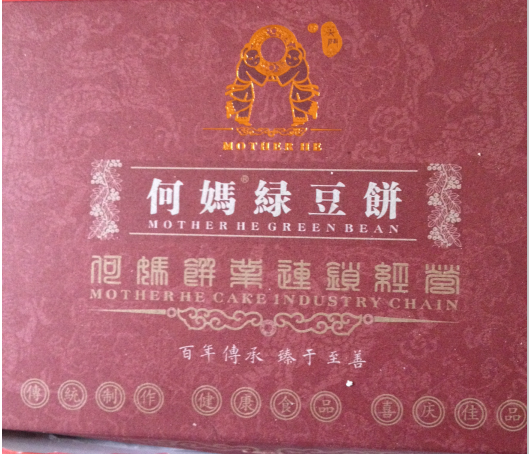 MOTHER HE
何媽®緑豆餅
MOTHER HE GREEN BEAN
何媽餅業連鎖經營
MOTHER HE CAKE INDUSTRY CHAIN
百年傳承 臻于至善
傳統制作 健康食品 喜庆佳品